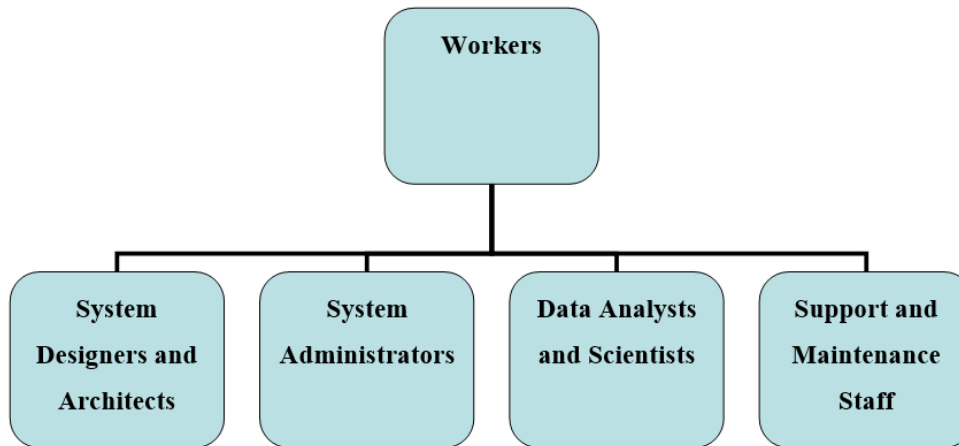 Workers
System
Designers and
Architects
System
Administrators
Data Analysts
and Scientists
Support and
Maintenance
Staff